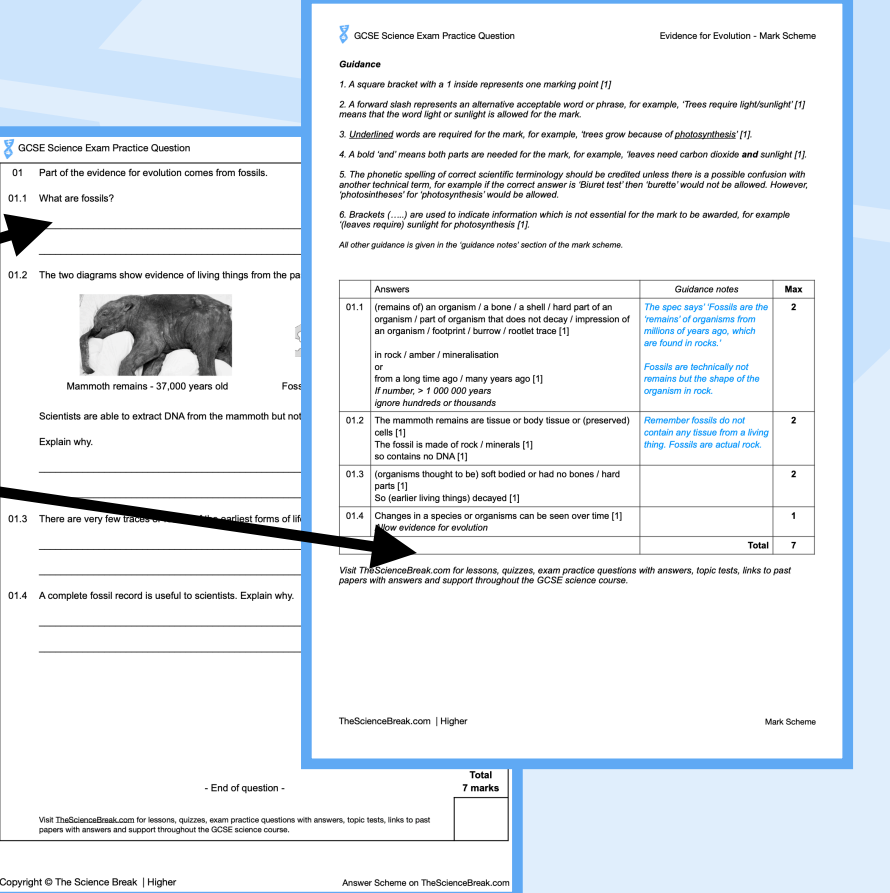 GCSE Science Exam Practice Question
01 Part of the evidence for evolution comes from fossils.
01.1 What are fossils?
01.2 The two diagrams show evidence of living things from the pa
Mammoth remains - 37,000 years old
Foss
Scientists are able to extract DNA from the mammoth but not
Explain why.
01.3 There are very few traces of the earliest forms of lif
01.4 A complete fossil record is useful to scientists. Explain why.
- End of question -
Total
7 marks
Visit TheScienceBreak.com for lessons, quizzes, exam practice questions with answers, topic tests, links to past
papers with answers and support throughout the GCSE science course.
Copyright © The Science Break | Higher
Answer Scheme on TheScienceBreak.com
GCSE Science Exam Practice Question
Evidence for Evolution - Mark Scheme
Guidance
1. A square bracket with a 1 inside represents one marking point [1]
2. A forward slash represents an alternative acceptable word or phrase, for example, 'Trees require light/sunlight' [1]
means that the word light or sunlight is allowed for the mark.
3. Underlined words are required for the mark, for example, 'trees grow because of photosynthesis' [1].
4. A bold 'and' means both parts are needed for the mark, for example, 'leaves need carbon dioxide and sunlight [1].
5. The phonetic spelling of correct scientific terminology should be credited unless there is a possible confusion with
another technical term, for example if the correct answer is 'Biuret test' then 'burette' would not be allowed. However,
'photosintheses' for 'photosynthesis' would be allowed.
6. Brackets (…..) are used to indicate information which is not essential for the mark to be awarded, for example
'(leaves require) sunlight for photosynthesis [1].
All other guidance is given in the 'guidance notes' section of the mark scheme.
Answers Guidance notes Max
01.1 (remains of) an organism / a bone / a shell / hard part of an
organism / part of organism that does not decay / impression of
an organism / footprint / burrow / rootlet trace [1]
in rock / amber / mineralisation
or
from a long time ago / many years ago [1]
If number, > 1 000 000 years
ignore hundreds or thousands
The spec says' 'Fossils are the
'remains' of organisms from
millions of years ago, which
are found in rocks.'
Fossils are technically not
remains but the shape of the
organism in rock.
2
01.2 The mammoth remains are tissue or body tissue or (preserved)
cells [1]
The fossil is made of rock / minerals [1]
so contains no DNA [1]
Remember fossils do not
contain any tissue from a living
thing. Fossils are actual rock.
2
01.3 (organisms thought to be) soft bodied or had no bones / hard
parts [1]
So (earlier living things) decayed [1]
2
01.4 Changes in a species or organisms can be seen over time [1]
Allow evidence for evolution
1
Total 7
Visit TheScienceBreak.com for lessons, quizzes, exam practice questions with answers, topic tests, links to past
papers with answers and support throughout the GCSE science course.
TheScienceBreak.com | Higher
Mark Scheme